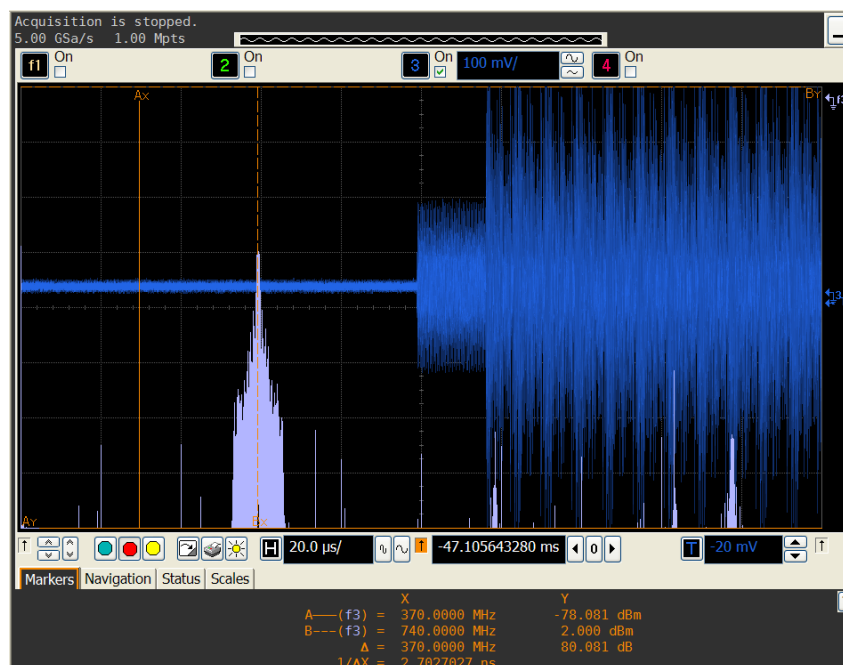 Acquisition is stopped.
5.00 GSa/s 1.00 Mpts
f1 On 2 On 3 On 100 mV/ 4 On
Ax By
f3
3
Ay Bx
H 20.0 µs/ -47.105643280 ms 0 T -20 mV
Markers Navigation Status Scales
X Y
A——(f3) = 370.0000 MHz -78.081 dBm
B---(f3) = 740.0000 MHz 2.000 dBm
Δ = 370.0000 MHz 80.081 dB
1/ΔX = 2.7027027 ns